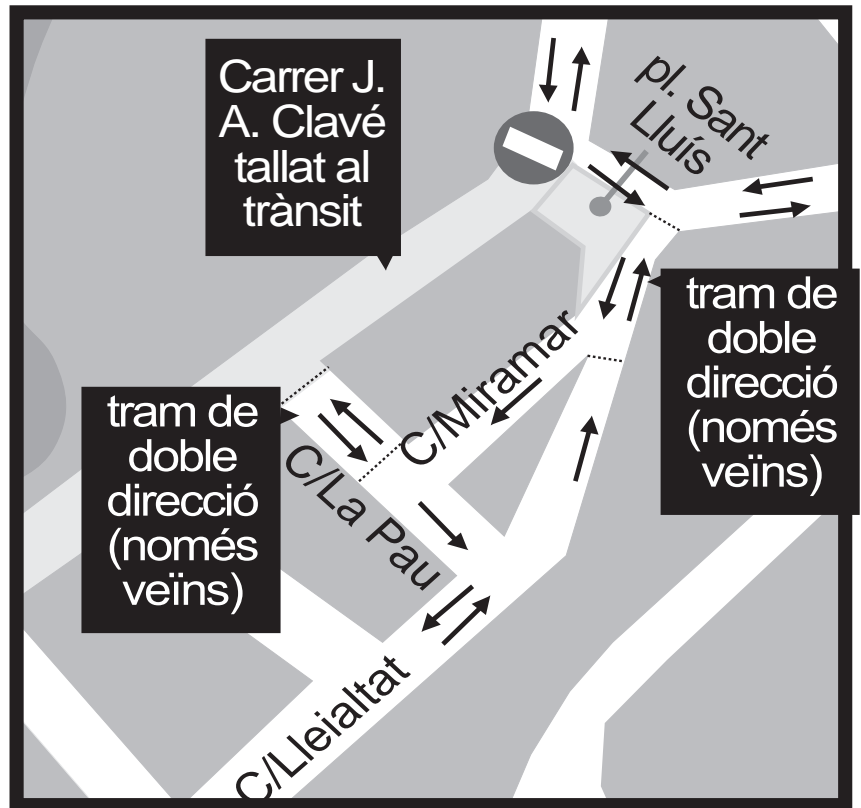 Carrer J.
A. Clavé
tallat al
trànsit
pl. Sant
Lluís
tram de
doble
direcció
(només
veïns)
C/Miramar
tram de
doble
direcció
(només
veïns)
C/La Pau
C/Lleialtat